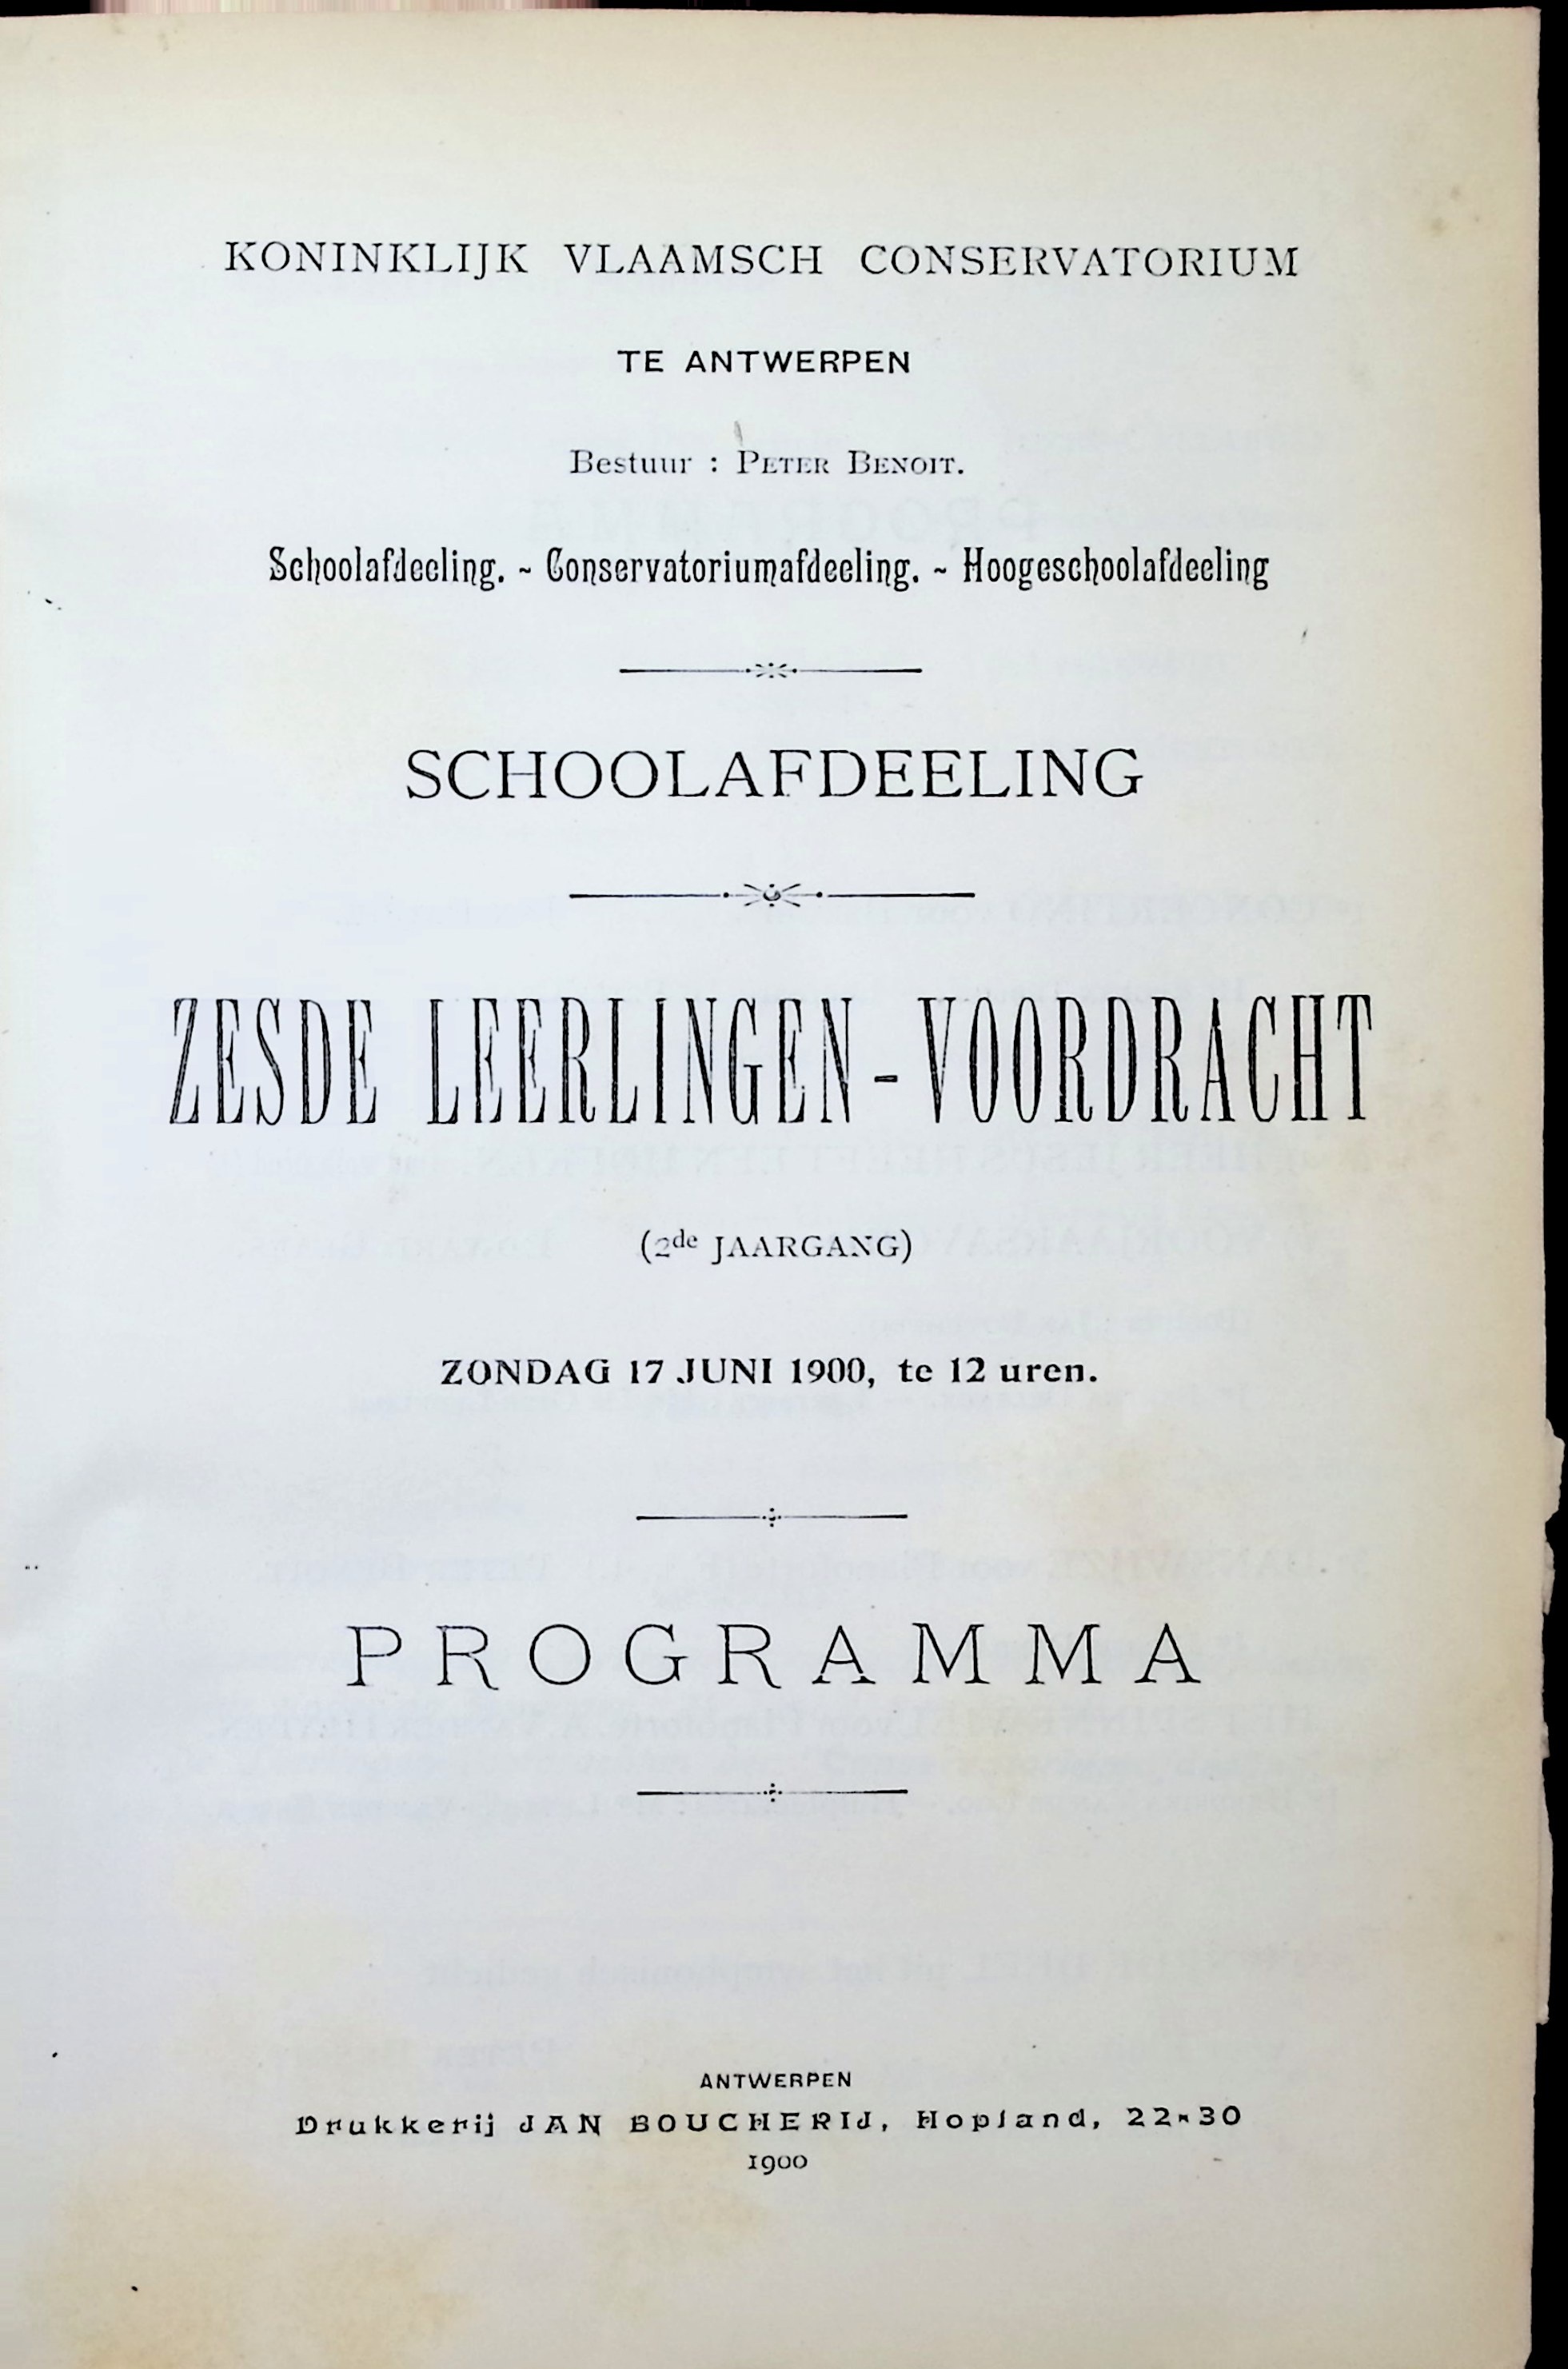 KONINKLIJK VLAAMSCH CONSERVATORIUM
TE ANTWERPEN
Bestuur : PETER BENOIT.
Schoolafdeeling. ~ Conservatoriumafdeeling. ~ Hoogeschoolafdeeling
SCHOOLAFDEELING
ZESDE LEERLINGEN-VOORDRACHT
(2de JAARGANG)
ZONDAG 17 JUNI 1900, te 12 uren.
PROGRAMMA
ANTWERPEN
Drukkerij JAN BOUCHERIJ, Hopland, 22-30
1900